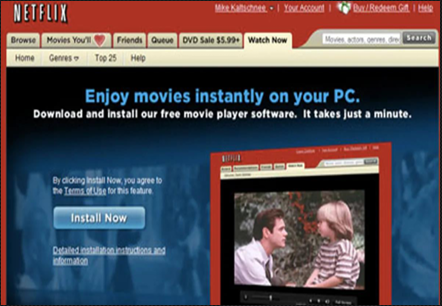 NETFLIX
Mike Kaltschnee | Your Account | Buy / Redeem Gift | Help
Browse Movies You'll Friends Queue DVD Sale $5.99+ Watch Now
Movies, actors, genres, dire Search
Home Genres Top 25 Help
Enjoy movies instantly on your PC.
Download and install our free movie player software. It takes just a minute.
NETFLIX
By clicking Install Now, you agree to
the Terms of Use for this feature.
Install Now
Detailed installation instructions and
information